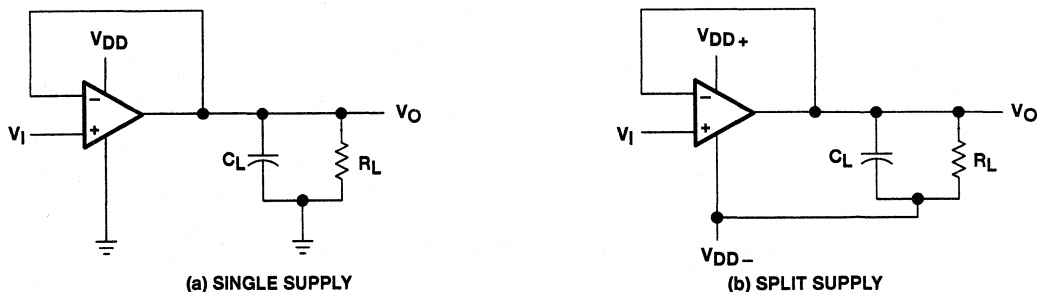 VDD
−
+
VI
VO
CL
RL
(a) SINGLE SUPPLY
VDD+
−
+
VI
VO
CL
RL
VDD−
(b) SPLIT SUPPLY